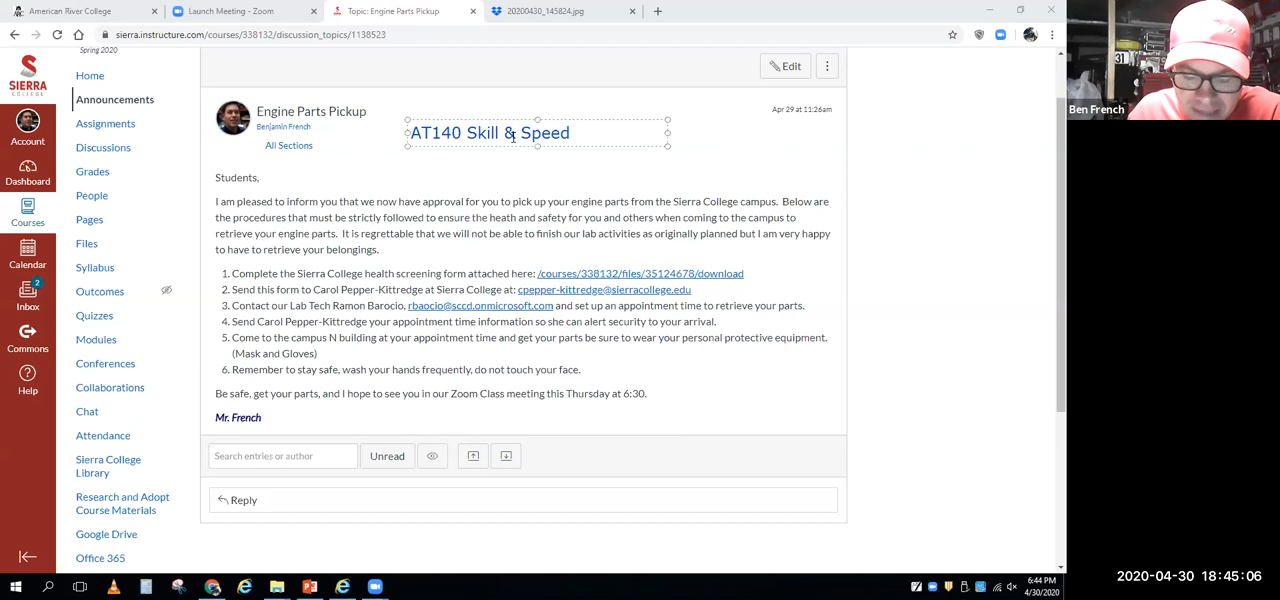 American River College
Launch Meeting - Zoom
Topic: Engine Parts Pickup
20200430_145824.jpg
sierra.instructure.com/courses/338132/discussion_topics/1138523
Spring 2020
SIERRA
COLLEGE
Account
Dashboard
Courses
Calendar
2
Inbox
Commons
Help
Home
Announcements
Assignments
Discussions
Grades
People
Pages
Files
Syllabus
Outcomes
Quizzes
Modules
Conferences
Collaborations
Chat
Attendance
Sierra College
Library
Research and Adopt
Course Materials
Google Drive
Office 365
Edit
Engine Parts Pickup
Benjamin French
All Sections
Apr 29 at 11:26am
AT140 Skill & Speed
Students,
I am pleased to inform you that we now have approval for you to pick up your engine parts from the Sierra College campus. Below are
the procedures that must be strictly followed to ensure the heath and safety for you and others when coming to the campus to
retrieve your engine parts. It is regrettable that we will not be able to finish our lab activities as originally planned but I am very happy
to have to retrieve your belongings.
1. Complete the Sierra College health screening form attached here: /courses/338132/files/35124678/download
2. Send this form to Carol Pepper-Kittredge at Sierra College at: cpepper-kittredge@sierracollege.edu
3. Contact our Lab Tech Ramon Barocio, rbaocio@sccd.onmicrosoft.com and set up an appointment time to retrieve your parts.
4. Send Carol Pepper-Kittredge your appointment time information so she can alert security to your arrival.
5. Come to the campus N building at your appointment time and get your parts be sure to wear your personal protective equipment.
(Mask and Gloves)
6. Remember to stay safe, wash your hands frequently, do not touch your face.
Be safe, get your parts, and I hope to see you in our Zoom Class meeting this Thursday at 6:30.
Mr. French
Search entries or author
Unread
Reply
Ben French
6:44 PM
4/30/2020
2020-04-30 18:45:06